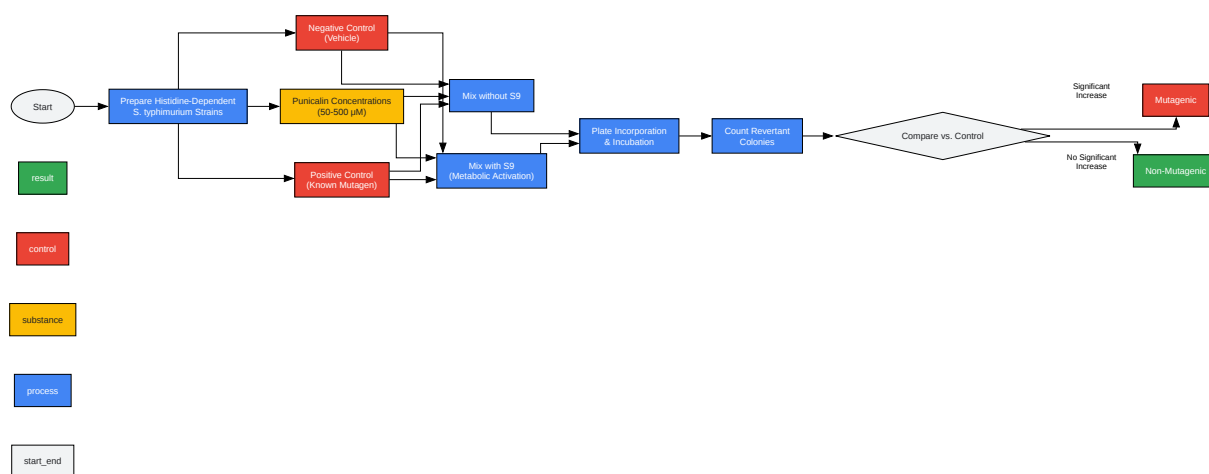 Start
Prepare Histidine-Dependent
S. typhimurium Strains
Negative Control
(Vehicle)
Punicalin Concentrations
(50-500 μM)
Positive Control
(Known Mutagen)
Mix without S9
Mix with S9
(Metabolic Activation)
Plate Incorporation
& Incubation
Count Revertant
Colonies
Compare vs. Control
Significant
Increase
Mutagenic
No Significant
Increase
Non-Mutagenic
result
control
substance
process
start_end